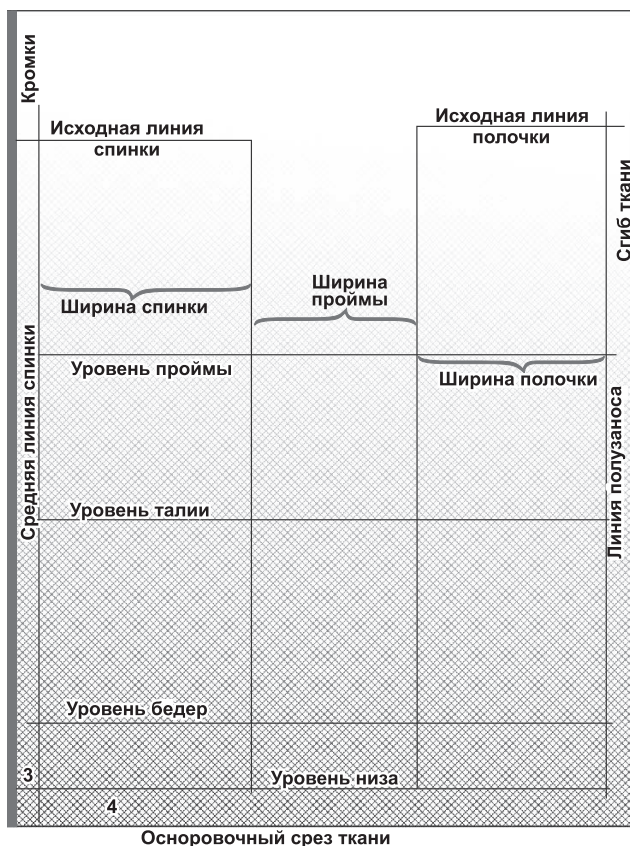 Кромки
Исходная линия
спинки
Исходная линия
полочки
Сгиб ткани
Ширина
проймы
Ширина спинки
Уровень проймы
Ширина полочки
Средняя линия спинки
Линия полузаноса
Уровень талии
Уровень бедер
3
Уровень низа
4
Осноровочный срез ткани